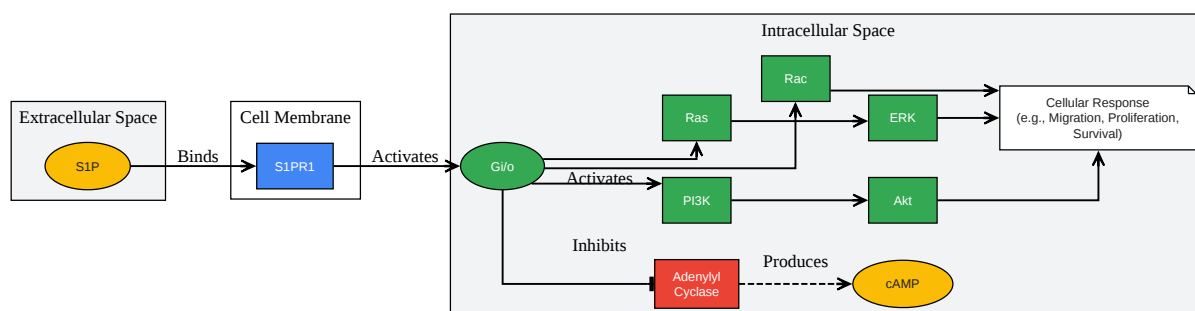 Intracellular Space
Rac
Extracellular Space
Cell Membrane
Ras
ERK
Cellular Response
(e.g., Migration, Proliferation,
Survival)
S1P
Binds
S1PR1
Activates
Gi/o
Activates
PI3K
Akt
Inhibits
Adenylyl
Cyclase
Produces
cAMP